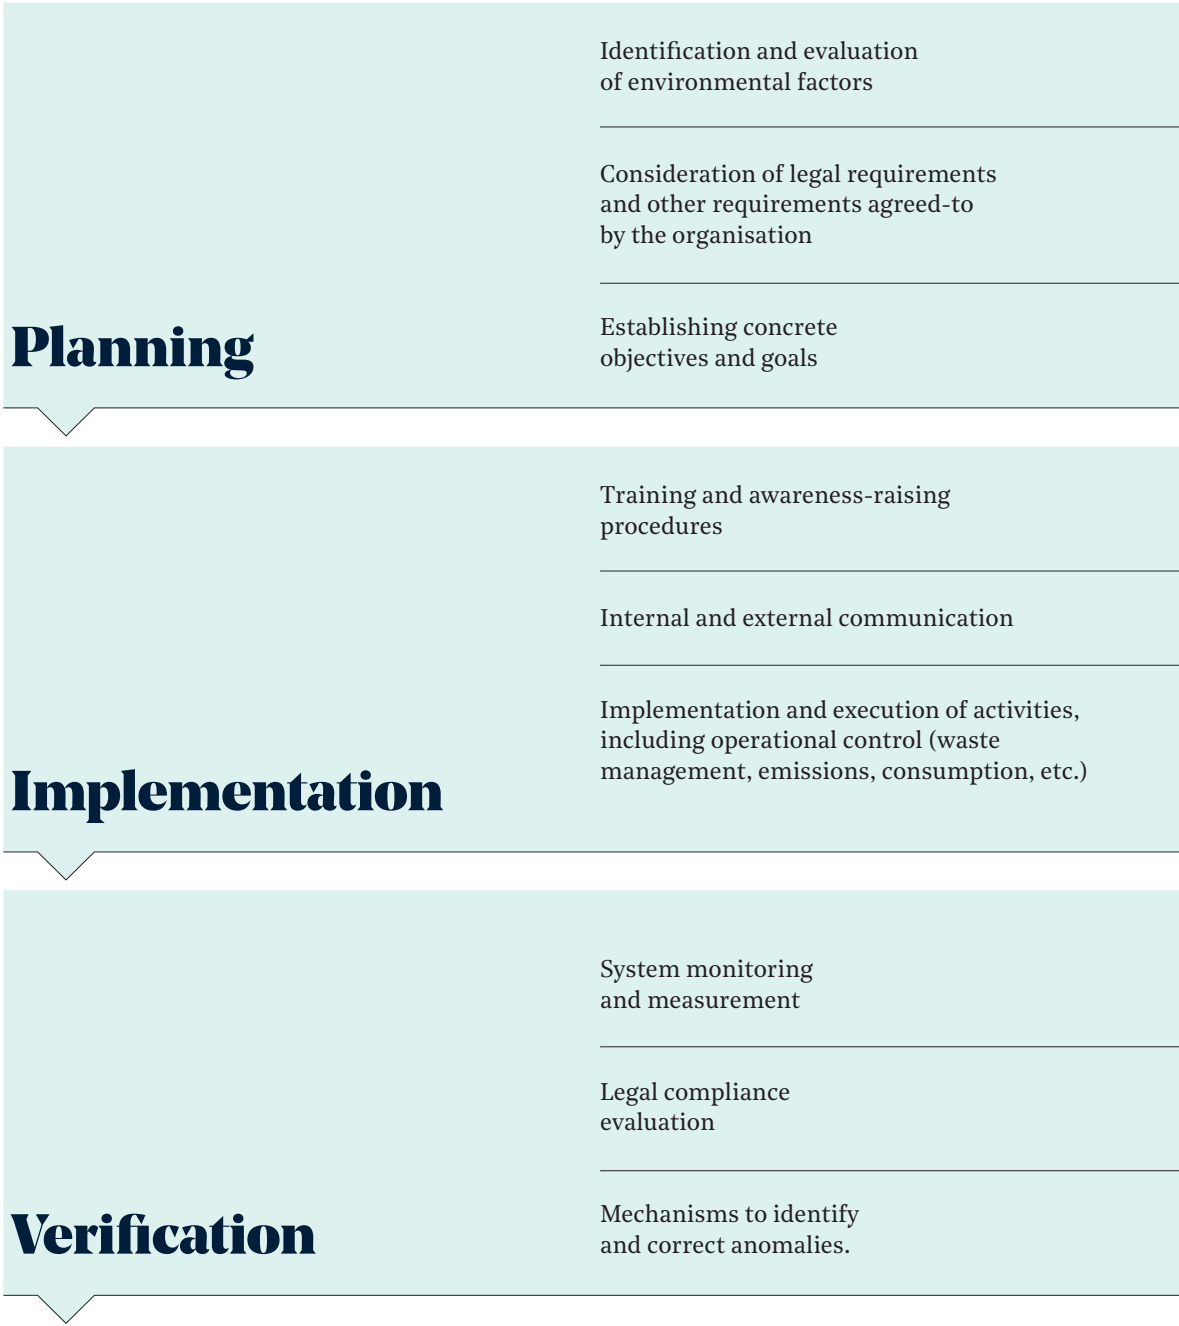 Identification and evaluation
of environmental factors
Consideration of legal requirements
and other requirements agreed-to
by the organisation
Planning
Establishing concrete
objectives and goals
Training and awareness-raising
procedures
Internal and external communication
Implementation and execution of activities,
including operational control (waste
management, emissions, consumption, etc.)
Implementation
System monitoring
and measurement
Legal compliance
evaluation
Verification
Mechanisms to identify
and correct anomalies.